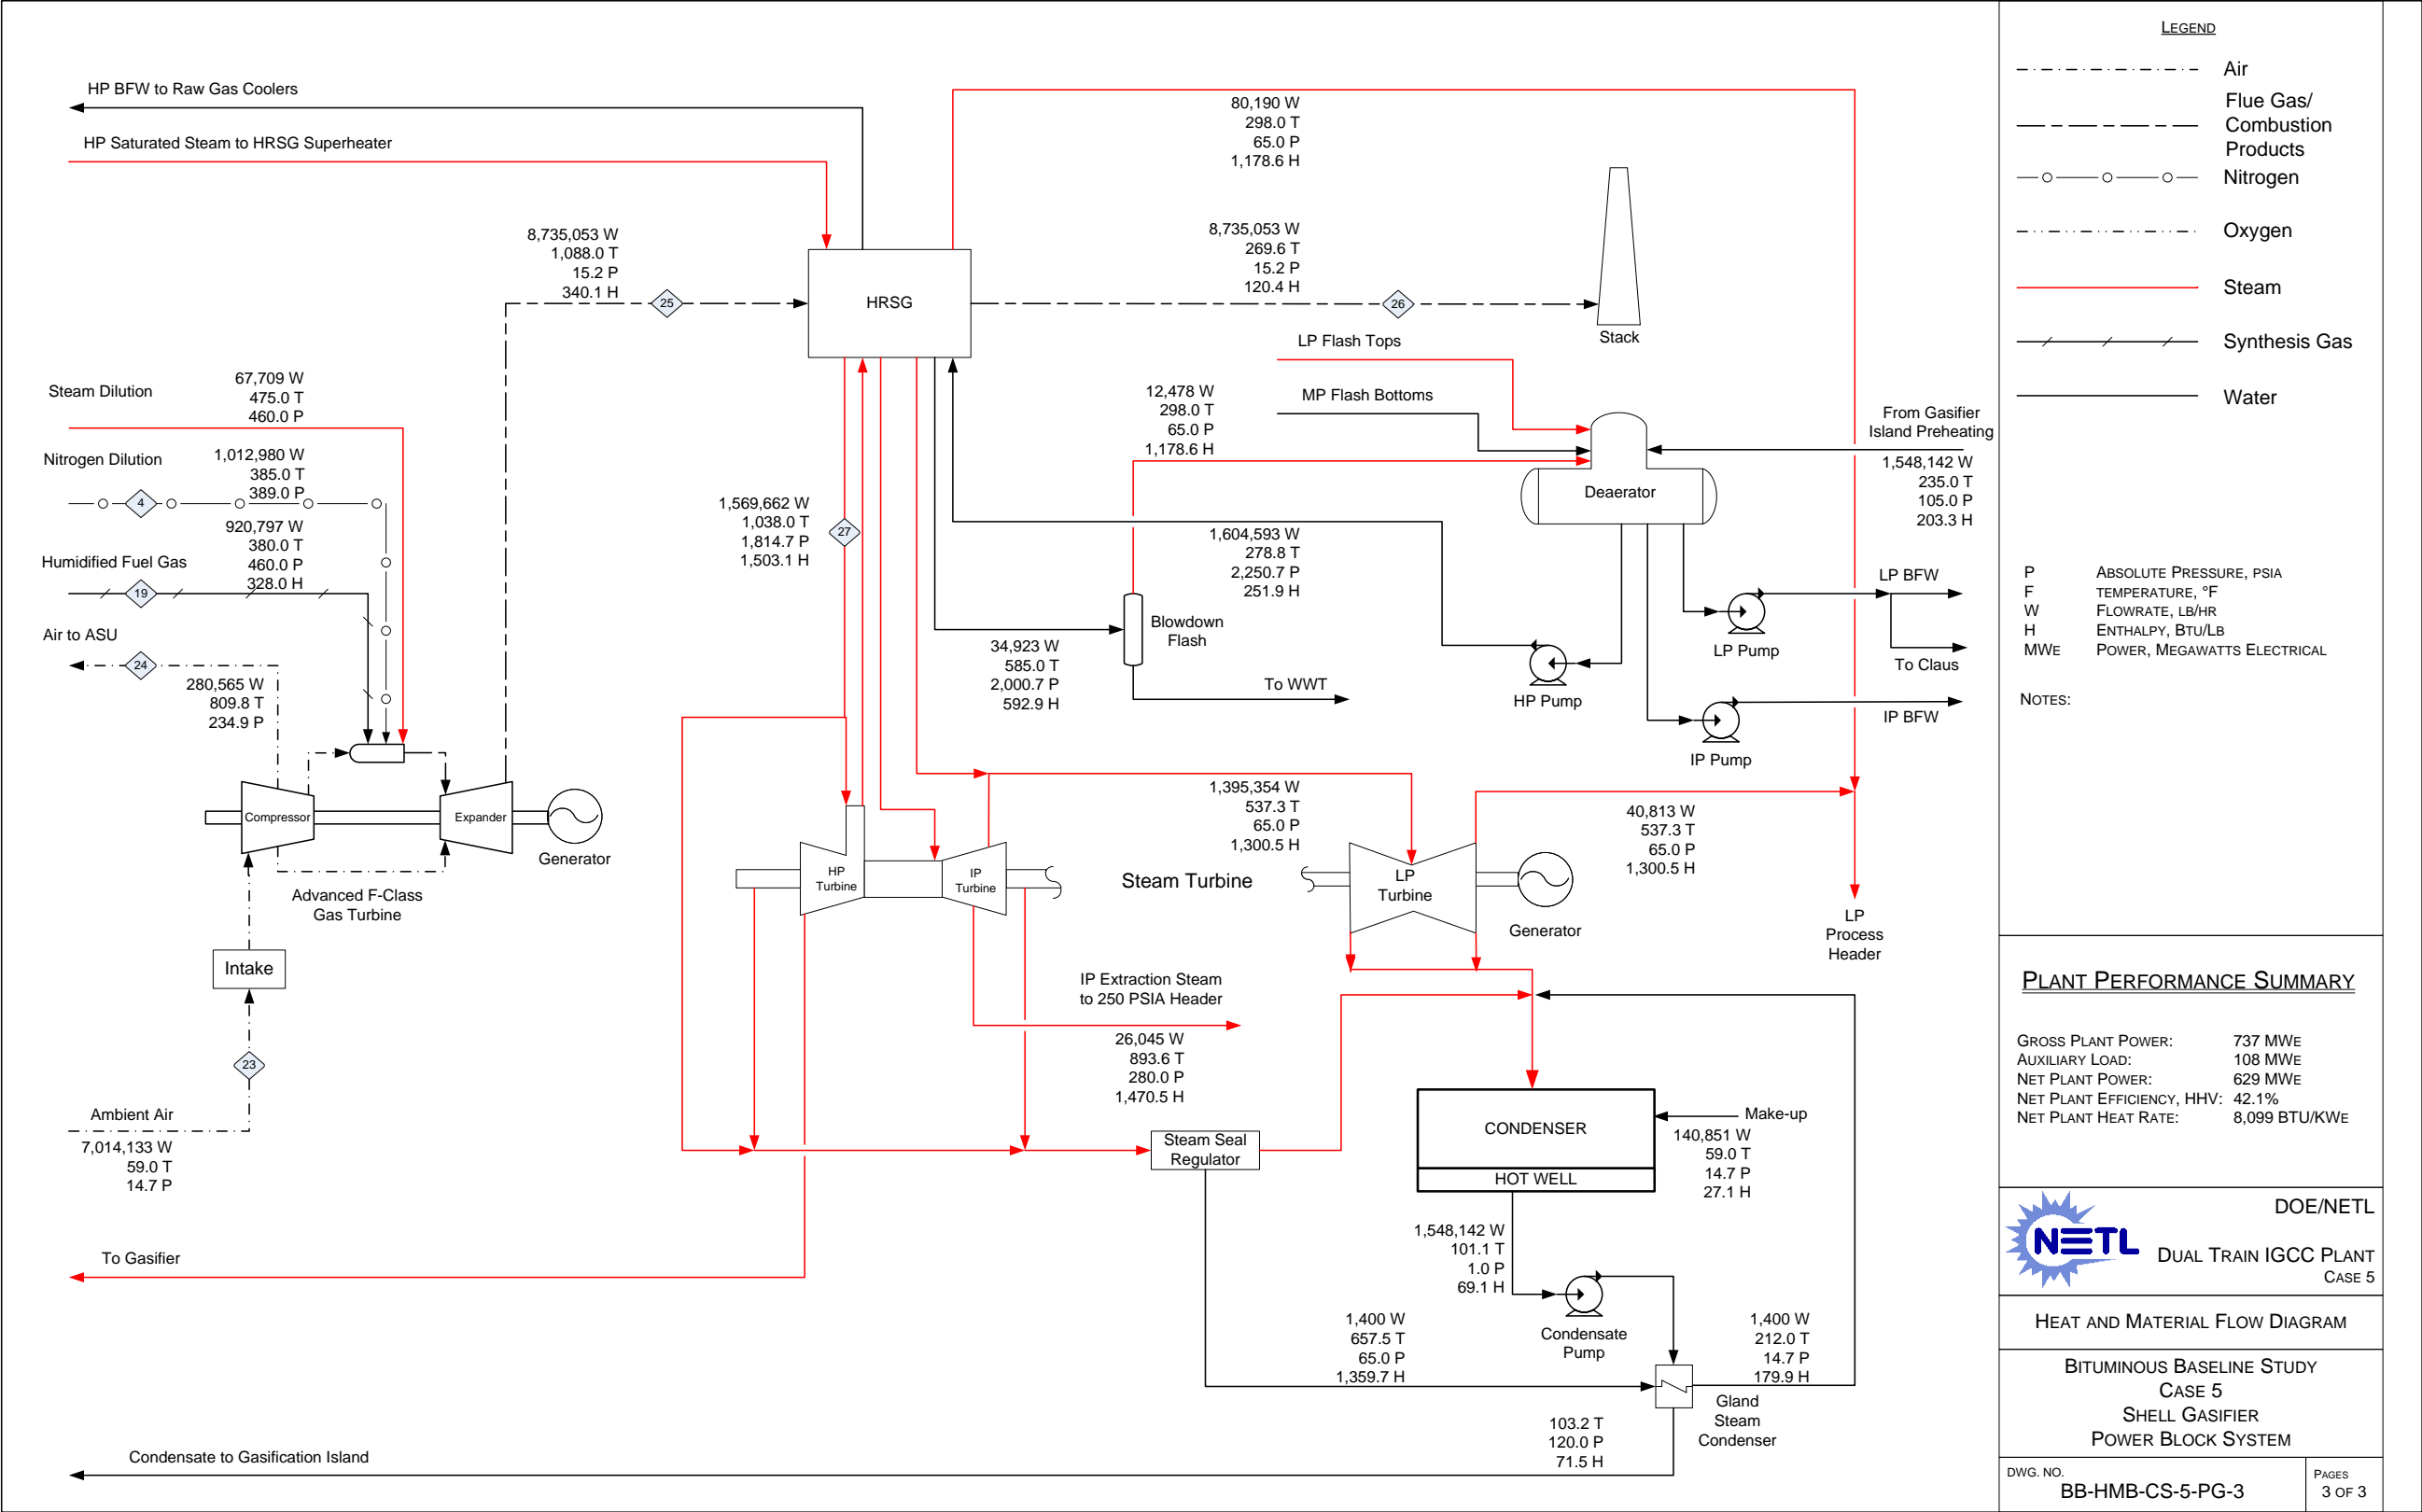 HP BFW to Raw Gas Coolers
HP Saturated Steam to HRSG Superheater
80,190 W
298.0 T
65.0 P
1,178.6 H
8,735,053 W
1,088.0 T
15.2 P
340.1 H
25
HRSG
8,735,053 W
269.6 T
15.2 P
120.4 H
26
Stack
Steam Dilution
67,709 W
475.0 T
460.0 P
Nitrogen Dilution
1,012,980 W
385.0 T
389.0 P
4
Humidified Fuel Gas
920,797 W
380.0 T
460.0 P
328.0 H
19
Air to ASU
24
280,565 W
809.8 T
234.9 P
Compressor
Expander
Generator
Advanced F-Class
Gas Turbine
Intake
23
Ambient Air
7,014,133 W
59.0 T
14.7 P
1,569,662 W
1,038.0 T
1,814.7 P
1,503.1 H
27
LP Flash Tops
MP Flash Bottoms
12,478 W
298.0 T
65.0 P
1,178.6 H
From Gasifier
Island Preheating
1,548,142 W
235.0 T
105.0 P
203.3 H
Deaerator
1,604,593 W
278.8 T
2,250.7 P
251.9 H
Blowdown
Flash
34,923 W
585.0 T
2,000.7 P
592.9 H
To WWT
HP Pump
LP Pump
LP BFW
To Claus
IP Pump
IP BFW
1,395,354 W
537.3 T
65.0 P
1,300.5 H
40,813 W
537.3 T
65.0 P
1,300.5 H
HP
Turbine
IP
Turbine
Steam Turbine
LP
Turbine
Generator
LP
Process
Header
IP Extraction Steam
to 250 PSIA Header
26,045 W
893.6 T
280.0 P
1,470.5 H
Steam Seal
Regulator
CONDENSER
HOT WELL
Make-up
140,851 W
59.0 T
14.7 P
27.1 H
To Gasifier
1,548,142 W
101.1 T
1.0 P
69.1 H
Condensate
Pump
1,400 W
657.5 T
65.0 P
1,359.7 H
1,400 W
212.0 T
14.7 P
179.9 H
Gland
Steam
Condenser
103.2 T
120.0 P
71.5 H
Condensate to Gasification Island
LEGEND
Air
Flue Gas/
Combustion
Products
Nitrogen
Oxygen
Steam
Synthesis Gas
Water
P ABSOLUTE PRESSURE, PSIA
F TEMPERATURE, °F
W FLOWRATE, LB/HR
H ENTHALPY, BTU/LB
MWE POWER, MEGAWATTS ELECTRICAL
NOTES:
PLANT PERFORMANCE SUMMARY
GROSS PLANT POWER: 737 MWE
AUXILIARY LOAD: 108 MWE
NET PLANT POWER: 629 MWE
NET PLANT EFFICIENCY, HHV: 42.1%
NET PLANT HEAT RATE: 8,099 BTU/KWE
NETL
DOE/NETL
DUAL TRAIN IGCC PLANT
CASE 5
HEAT AND MATERIAL FLOW DIAGRAM
BITUMINOUS BASELINE STUDY
CASE 5
SHELL GASIFIER
POWER BLOCK SYSTEM
DWG. NO.
BB-HMB-CS-5-PG-3
PAGES
3 OF 3